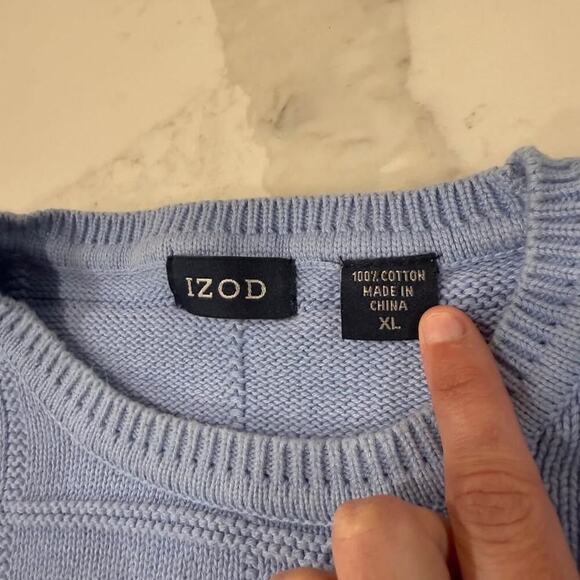 IZOD
100% COTTON
MADE IN
CHINA
XL